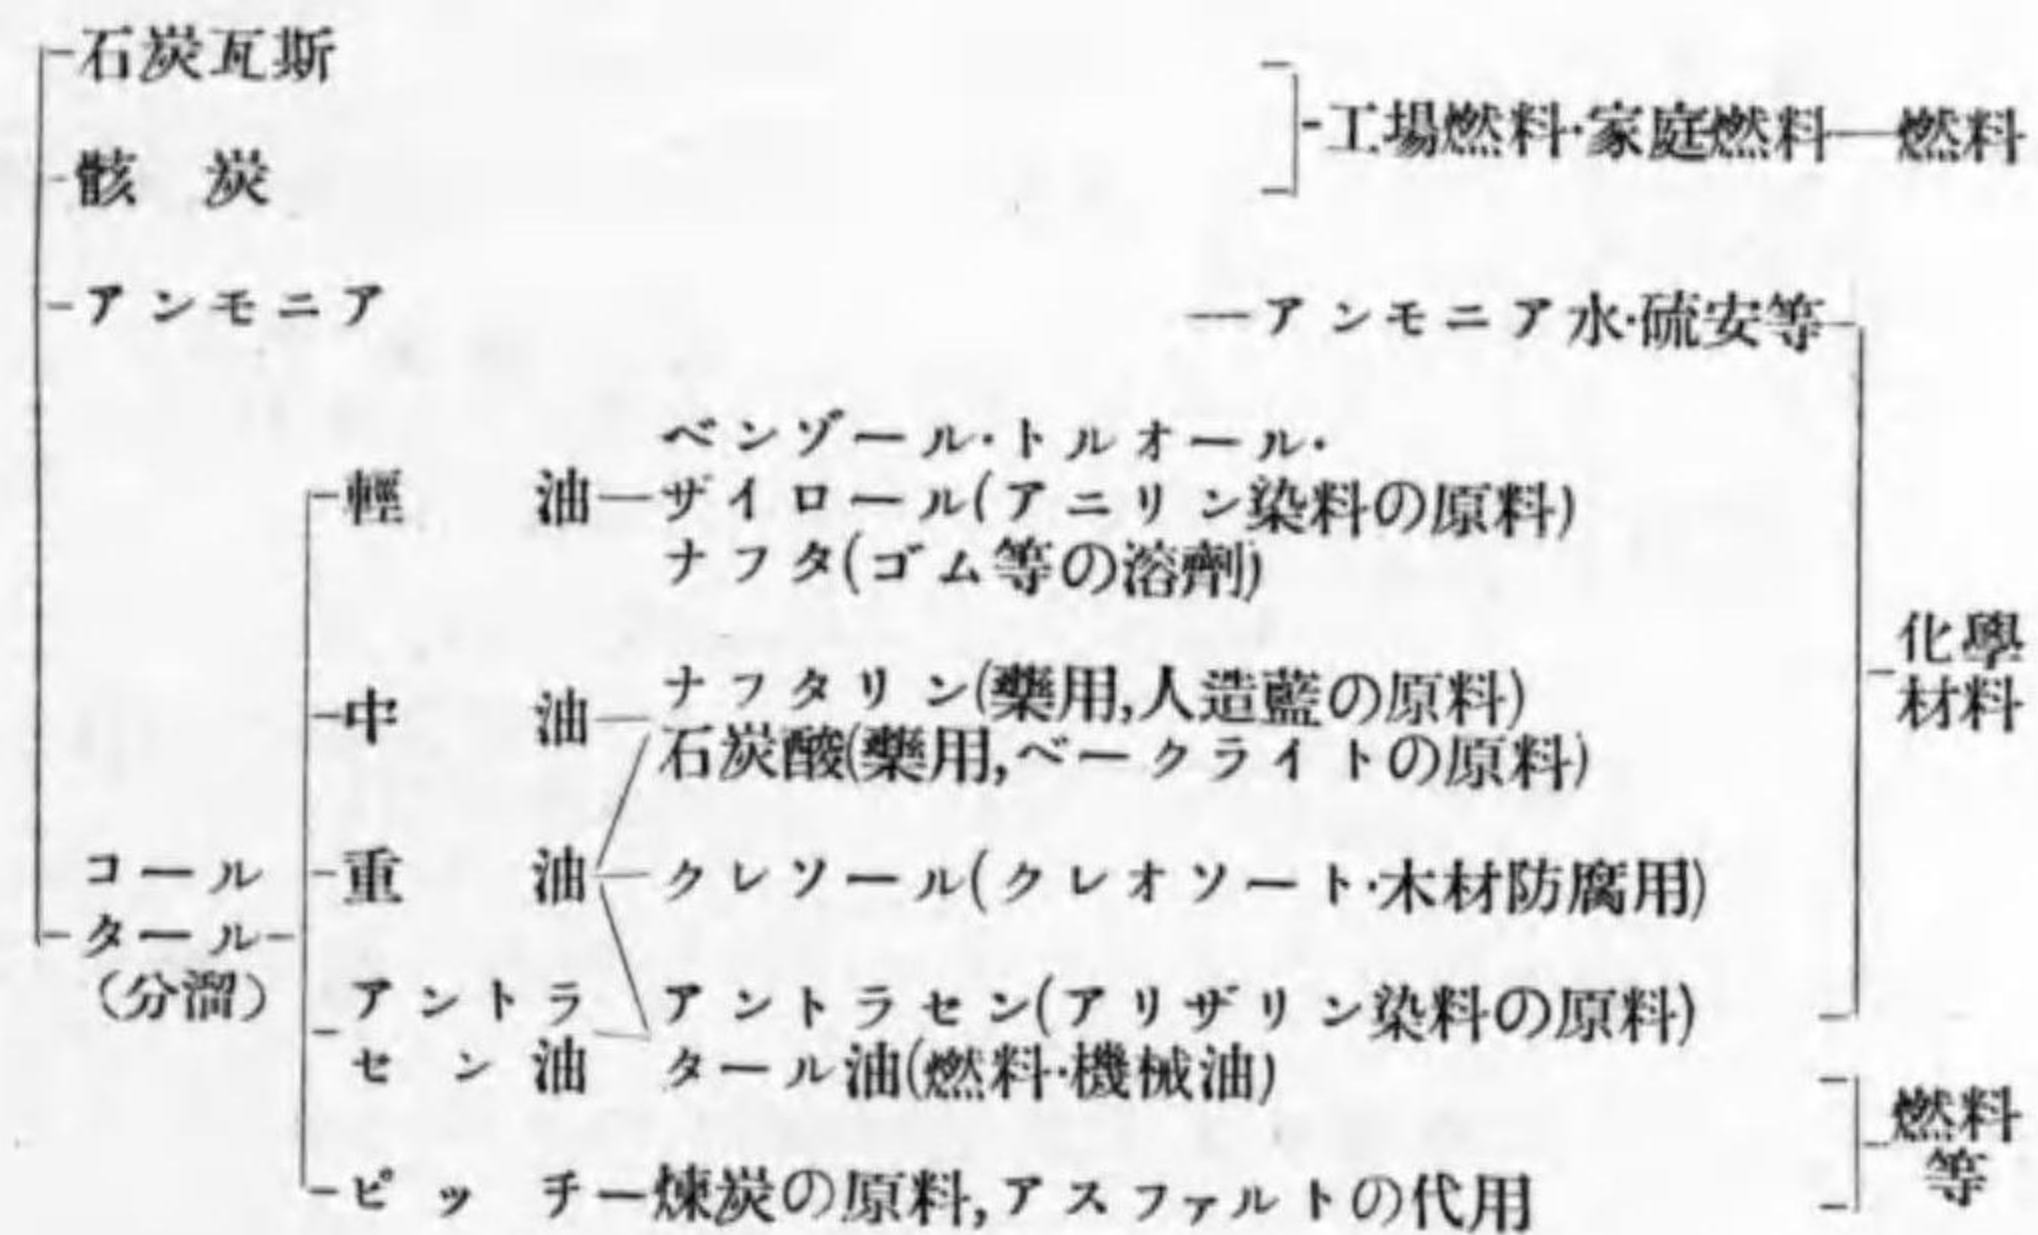 石炭瓦斯
工場燃料·家庭燃料—燃料
骸 炭
アンモニア
アンモニア水·硫安等
ベンゾール·トルオール·
輕 油—ザイロール(アニリン染料の原料)
ナフタ(ゴム等の溶劑)
化學
材料
ナフタリン(藥用,人造藍の原料)
中 油
石炭酸(藥用,ベークライトの原料)
コール
タール
(分溜)
重 油—クレソール(クレオソート·木材防腐用)
アントラ
セン油
アントラセン(アリザリン染料の原料)
タール油(燃料·機械油)
燃料
等
ピッチ—煉炭の原料,アスファルトの代用